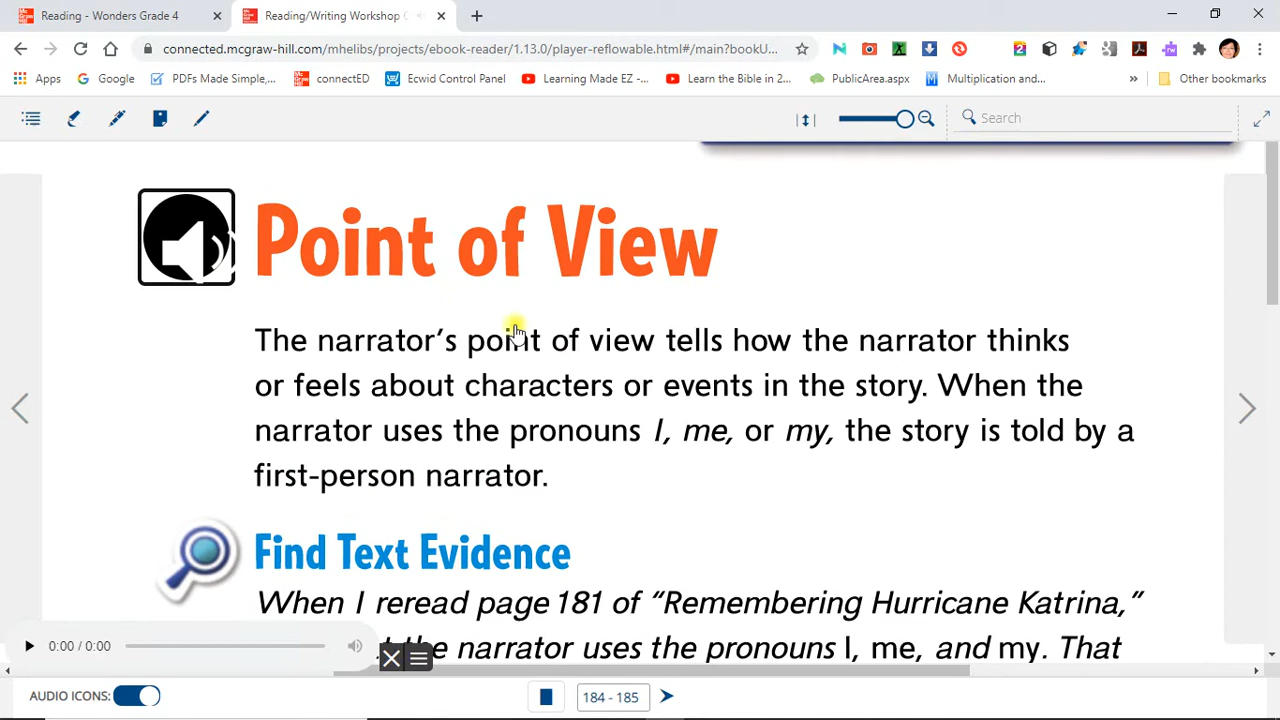 Reading - Wonders Grade 4
Reading/Writing Workshop
connected.mcgraw-hill.com/mhelibs/projects/ebook-reader/1.13.0/player-reflowable.html#/main?bookU...
Apps
Google
PDFs Made Simple,...
connectED
Ecwid Control Panel
Learning Made EZ -...
Learn the Bible in 2...
PublicArea.aspx
Multiplication and...
»
Other bookmarks
Search
Point of View
The narrator's point of view tells how the narrator thinks
or feels about characters or events in the story. When the
narrator uses the pronouns I, me, or my, the story is told by a
first-person narrator.
Find Text Evidence
When I reread page 181 of “Remembering Hurricane Katrina,”
the narrator uses the pronouns I, me, and my. That
0:00 / 0:00
AUDIO ICONS:
184 - 185